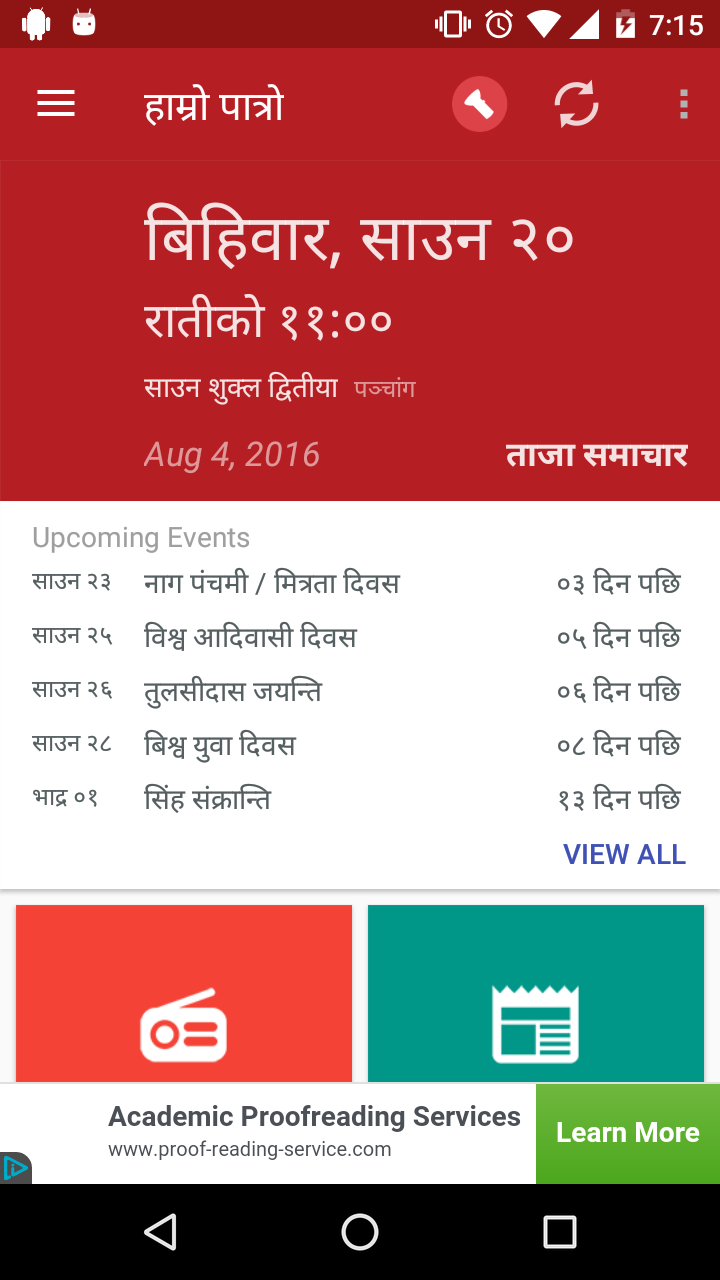 7:15
हाम्रो पात्रो
बिहिवार, साउन २०
रातीको ११:००
साउन शुक्ल द्वितीया पञ्चांग
Aug 4, 2016 ताजा समाचार
Upcoming Events
साउन २३ नाग पंचमी / मित्रता दिवस ०३ दिन पछि
साउन २५ विश्व आदिवासी दिवस ०५ दिन पछि
साउन २६ तुलसीदास जयन्ति ०६ दिन पछि
साउन २८ बिश्व युवा दिवस ०८ दिन पछि
भाद्र ०१ सिंह संक्रान्ति १३ दिन पछि
VIEW ALL
Academic Proofreading Services
www.proof-reading-service.com
Learn More